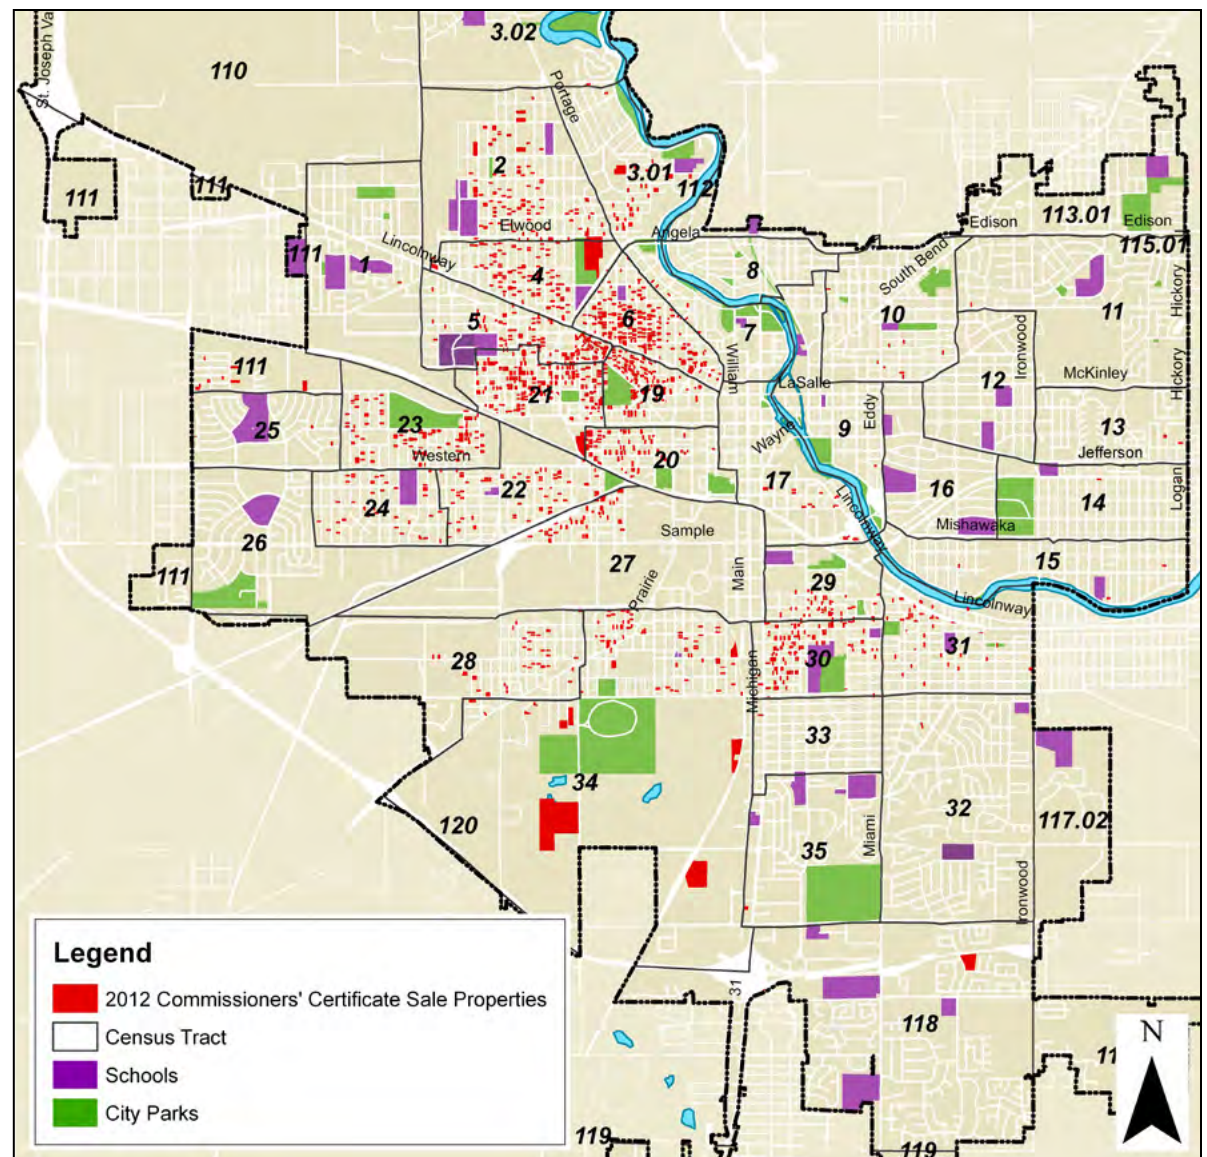 St. Joseph Va
3.02
110
Portage
2
3.01
112
111
111
Elwood
Angela
Edison
113.01
Edison
115.01
111
1
Lincolnway
4
8
South Bend
Hickory
11
5
6
7
10
Ironwood
111
William
LaSalle
12
McKinley
Hickory
21
19
25
23
Western
20
Wayne
9
Eddy
13
Jefferson
24
22
17
Lincolnway
16
14
Logan
26
Sample
Mishawaka
27
15
111
Prairie
Main
29
Lincolnway
28
30
31
Michigan
33
34
32
120
35
Miami
117.02
Ironwood
Legend
2012 Commissioners' Certificate Sale Properties
Census Tract
Schools
City Parks
31
118
N
11
119
119